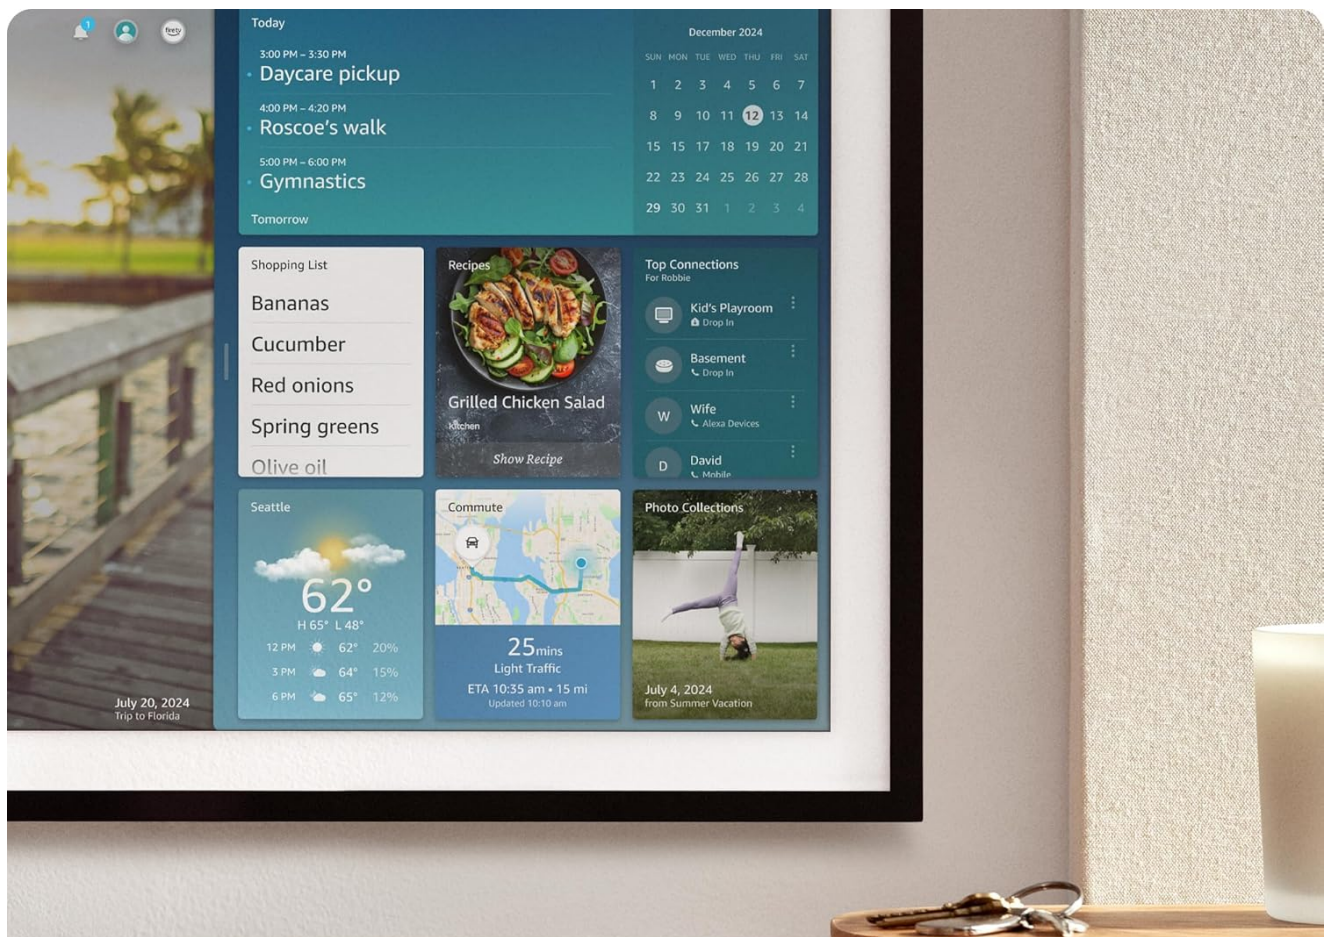 1
firetv
Today
3:00 PM – 3:30 PM
Daycare pickup
4:00 PM – 4:20 PM
Roscoe's walk
5:00 PM – 6:00 PM
Gymnastics
Tomorrow
December 2024
SUN MON TUE WED THU FRI SAT
1 2 3 4 5 6 7
8 9 10 11 12 13 14
15 15 17 18 19 20 21
22 23 24 25 26 27 28
29 30 31 1 2 3 4
Shopping List
Bananas
Cucumber
Red onions
Spring greens
Olive oil
Recipes
Grilled Chicken Salad
kitchen
Show Recipe
Top Connections
For Robbie
Kid's Playroom
Drop In
Basement
Drop In
W
Wife
Alexa Devices
D
David
Mobile
Seattle
62°
H 65° L 48°
12 PM 62° 20%
3 PM 64° 15%
6 PM 65° 12%
Commute
25mins
Light Traffic
ETA 10:35 am • 15 mi
Updated 10:10 am
Photo Collections
July 4, 2024
from Summer Vacation
July 20, 2024
Trip to Florida